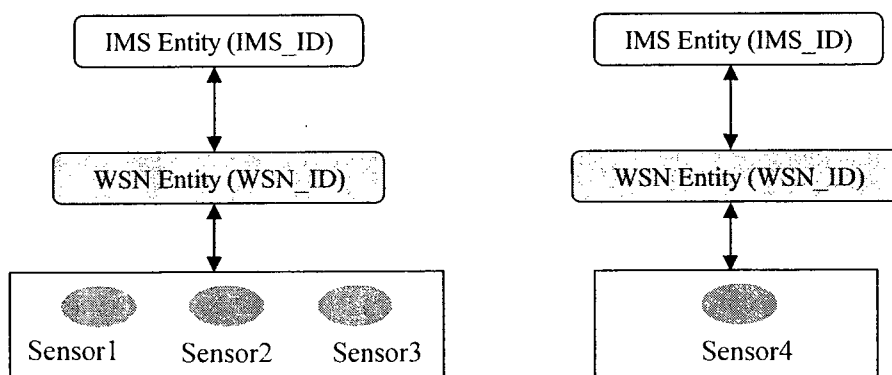 IMS Entity (IMS_ID)
IMS Entity (IMS_ID)
WSN Entity (WSN_ID)
WSN Entity (WSN_ID)
Sensor1 Sensor2 Sensor3
Sensor4